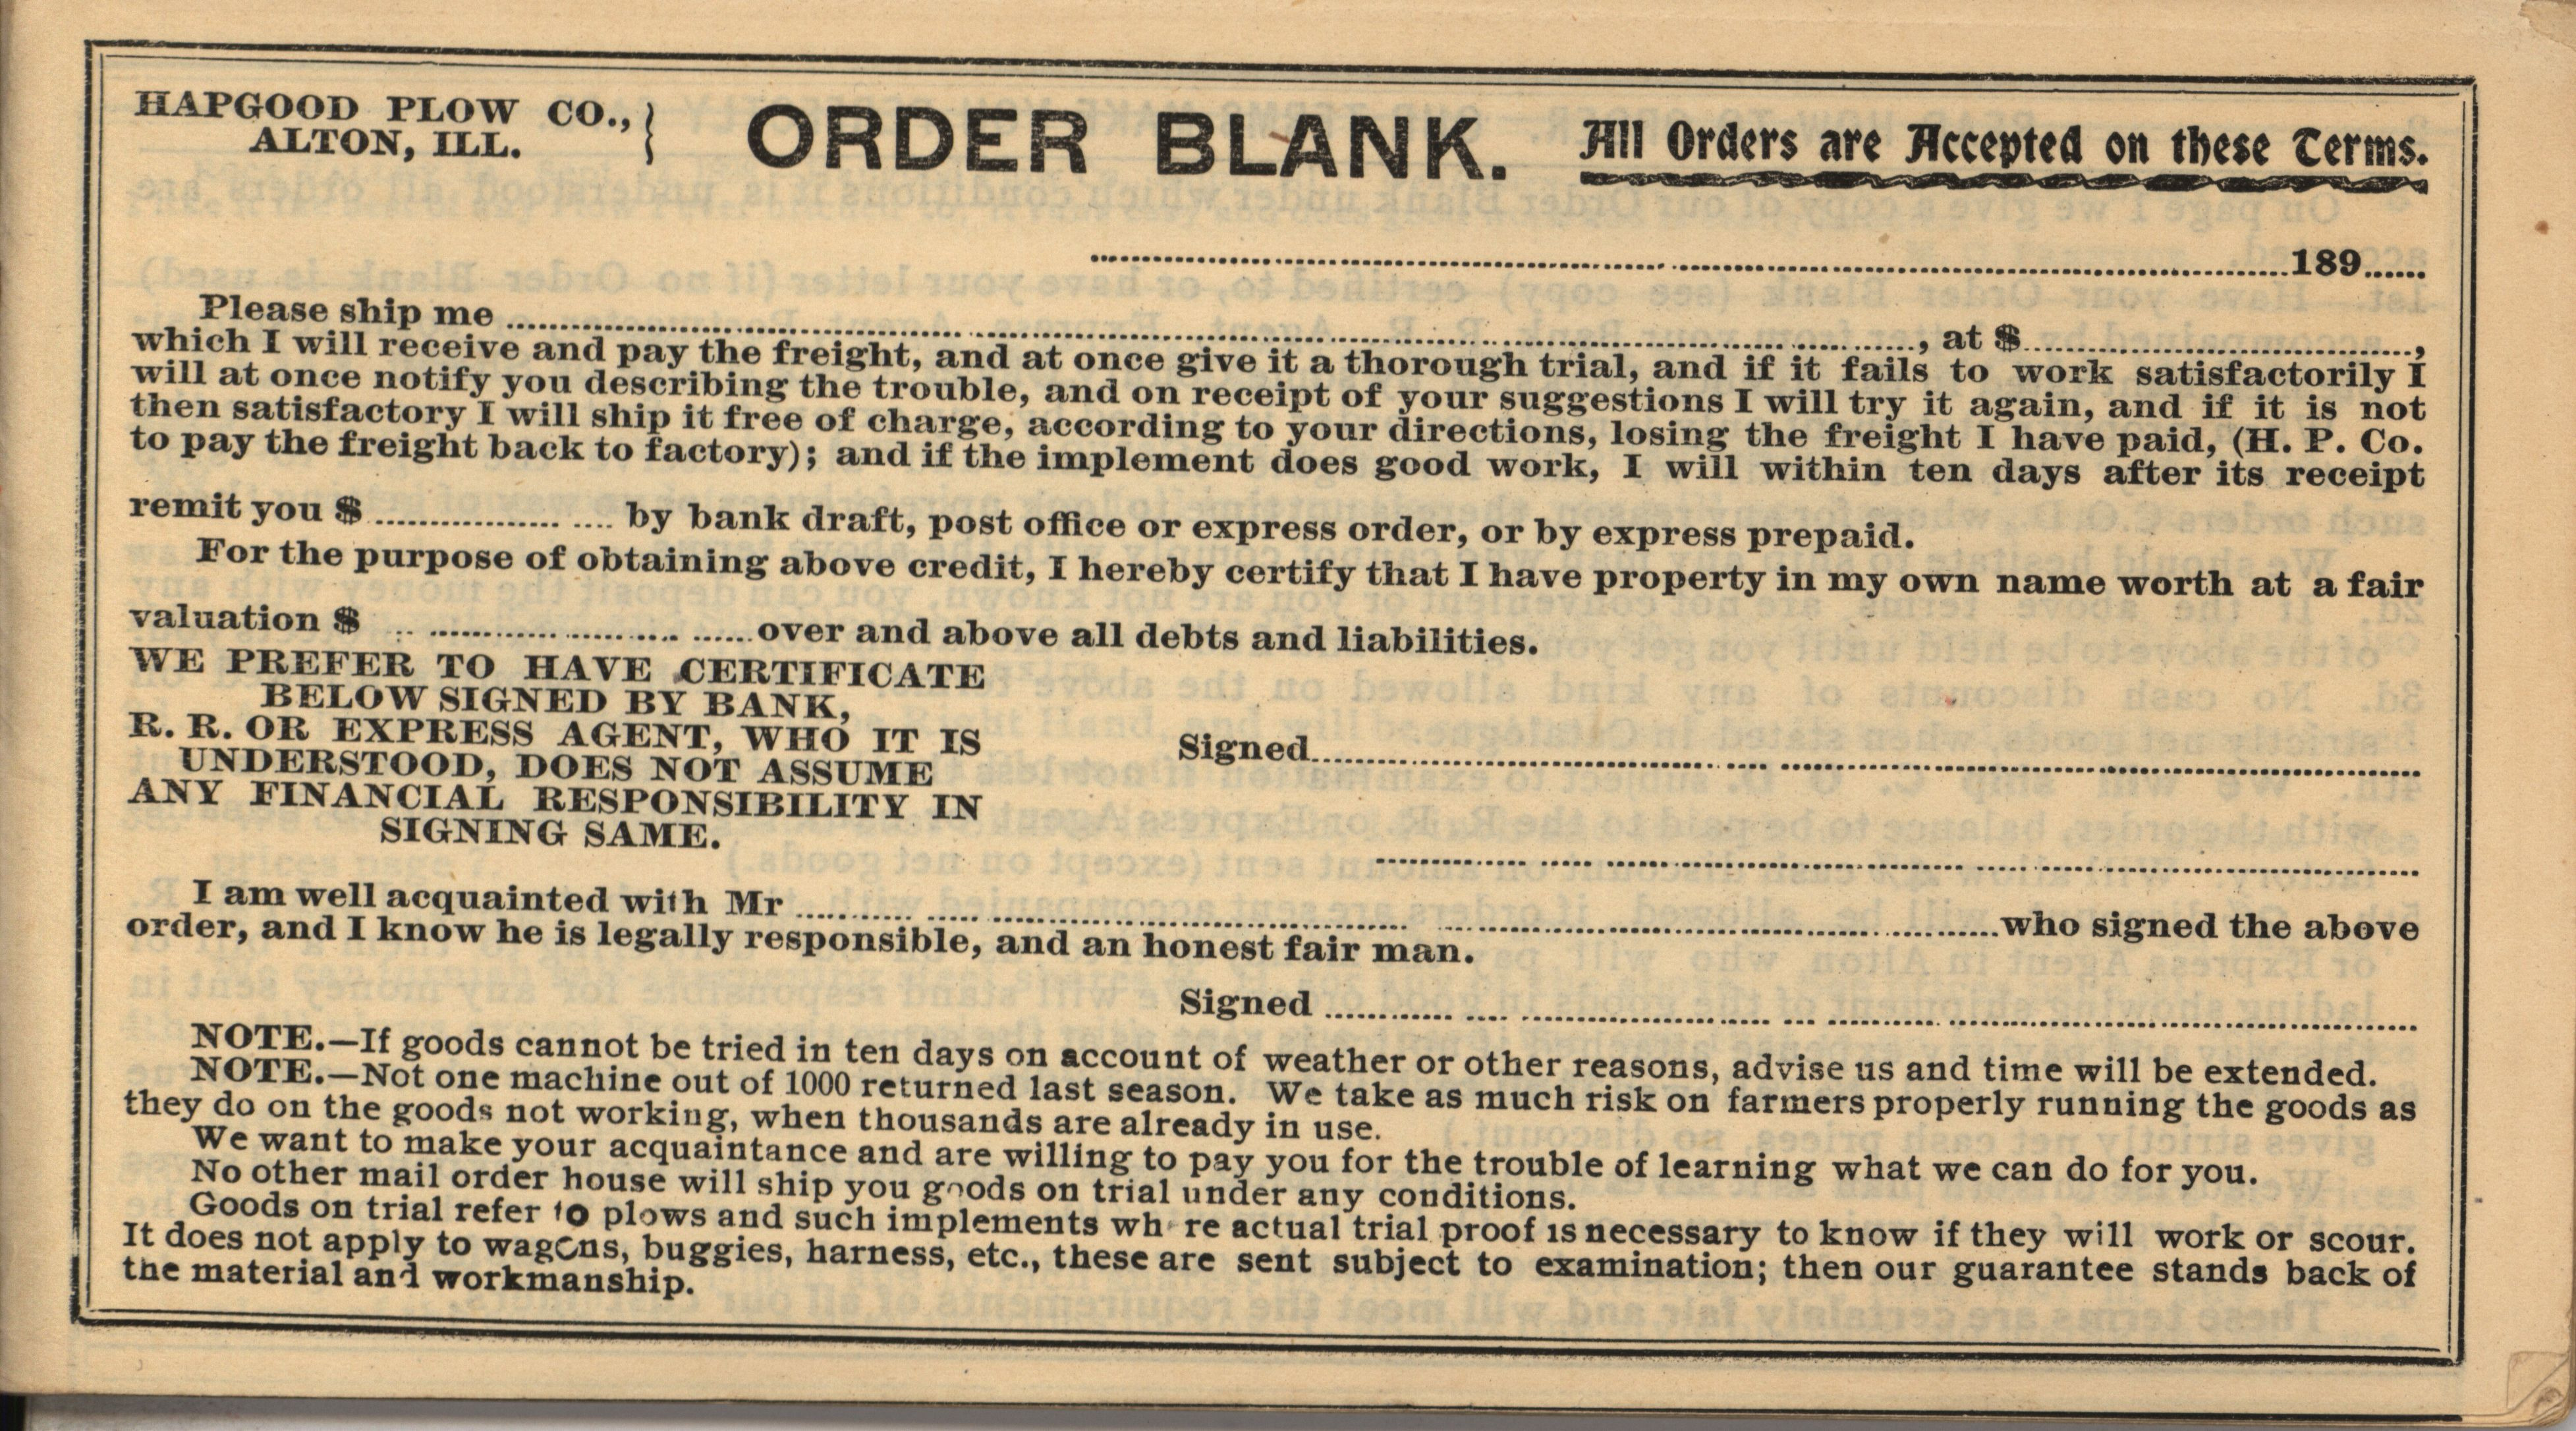 HAPGOOD PLOW CO.,
ALTON, ILL.
ORDER BLANK.
All Orders are Accepted on these Terms.
189
Please ship me , at $ ,
which I will receive and pay the freight, and at once give it a thorough trial, and if it fails to work satisfactorily I
will at once notify you describing the trouble, and on receipt of your suggestions I will try it again, and if it is not
then satisfactory I will ship it free of charge, according to your directions, losing the freight I have paid, (H. P. Co.
to pay the freight back to factory); and if the implement does good work, I will within ten days after its receipt
remit you $ by bank draft, post office or express order, or by express prepaid.
For the purpose of obtaining above credit, I hereby certify that I have property in my own name worth at a fair
valuation $ over and above all debts and liabilities.
WE PREFER TO HAVE CERTIFICATE
BELOW SIGNED BY BANK,
R. R. OR EXPRESS AGENT, WHO IT IS
UNDERSTOOD, DOES NOT ASSUME
ANY FINANCIAL RESPONSIBILITY IN
SIGNING SAME.
Signed
I am well acquainted with Mr who signed the above
order, and I know he is legally responsible, and an honest fair man.
Signed
NOTE.—If goods cannot be tried in ten days on account of weather or other reasons, advise us and time will be extended.
NOTE.—Not one machine out of 1000 returned last season. We take as much risk on farmers properly running the goods as
they do on the goods not working, when thousands are already in use.
We want to make your acquaintance and are willing to pay you for the trouble of learning what we can do for you.
No other mail order house will ship you goods on trial under any conditions.
Goods on trial refer to plows and such implements where actual trial proof is necessary to know if they will work or scour.
It does not apply to wagons, buggies, harness, etc., these are sent subject to examination; then our guarantee stands back of
the material and workmanship.